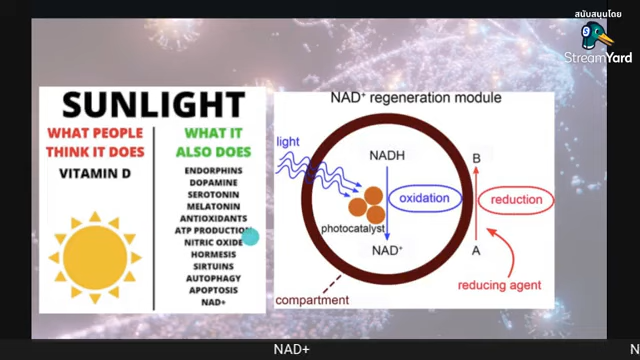 สนับสนุนโดย
StreamYard
SUNLIGHT
WHAT PEOPLE
THINK IT DOES
VITAMIN D
WHAT IT
ALSO DOES
ENDORPHINS
DOPAMINE
SEROTONIN
MELATONIN
ANTIOXIDANTS
ATP PRODUCTION
NITRIC OXIDE
HORMESIS
SIRTUINS
AUTOPHAGY
APOPTOSIS
NAD+
NAD⁺ regeneration module
light
NADH
oxidation
photocatalyst
NAD⁺
compartment
B
reduction
A
reducing agent
NAD+
N